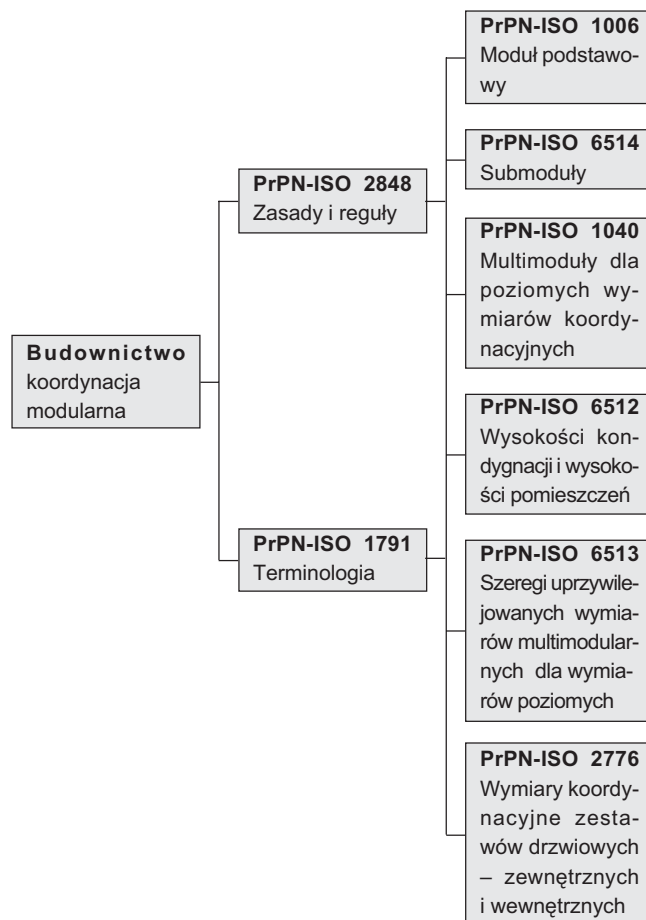 Budownictwo
koordynacja
modularna
PrPN-ISO 2848
Zasady i reguły
PrPN-ISO 1791
Terminologia
PrPN-ISO 1006
Moduł podstawo-
wy
PrPN-ISO 6514
Submoduły
PrPN-ISO 1040
Multimoduły dla
poziomych wy-
miarów koordy-
nacyjnych
PrPN-ISO 6512
Wysokości kon-
dygnacji i wysoko-
ści pomieszczeń
PrPN-ISO 6513
Szeregi uprzywile-
jowanych wymia-
rów multimodular-
nych dla wymia-
rów poziomych
PrPN-ISO 2776
Wymiary koordy-
nacyjne zesta-
wów drzwiowych
– zewnętrznych
i wewnętrznych